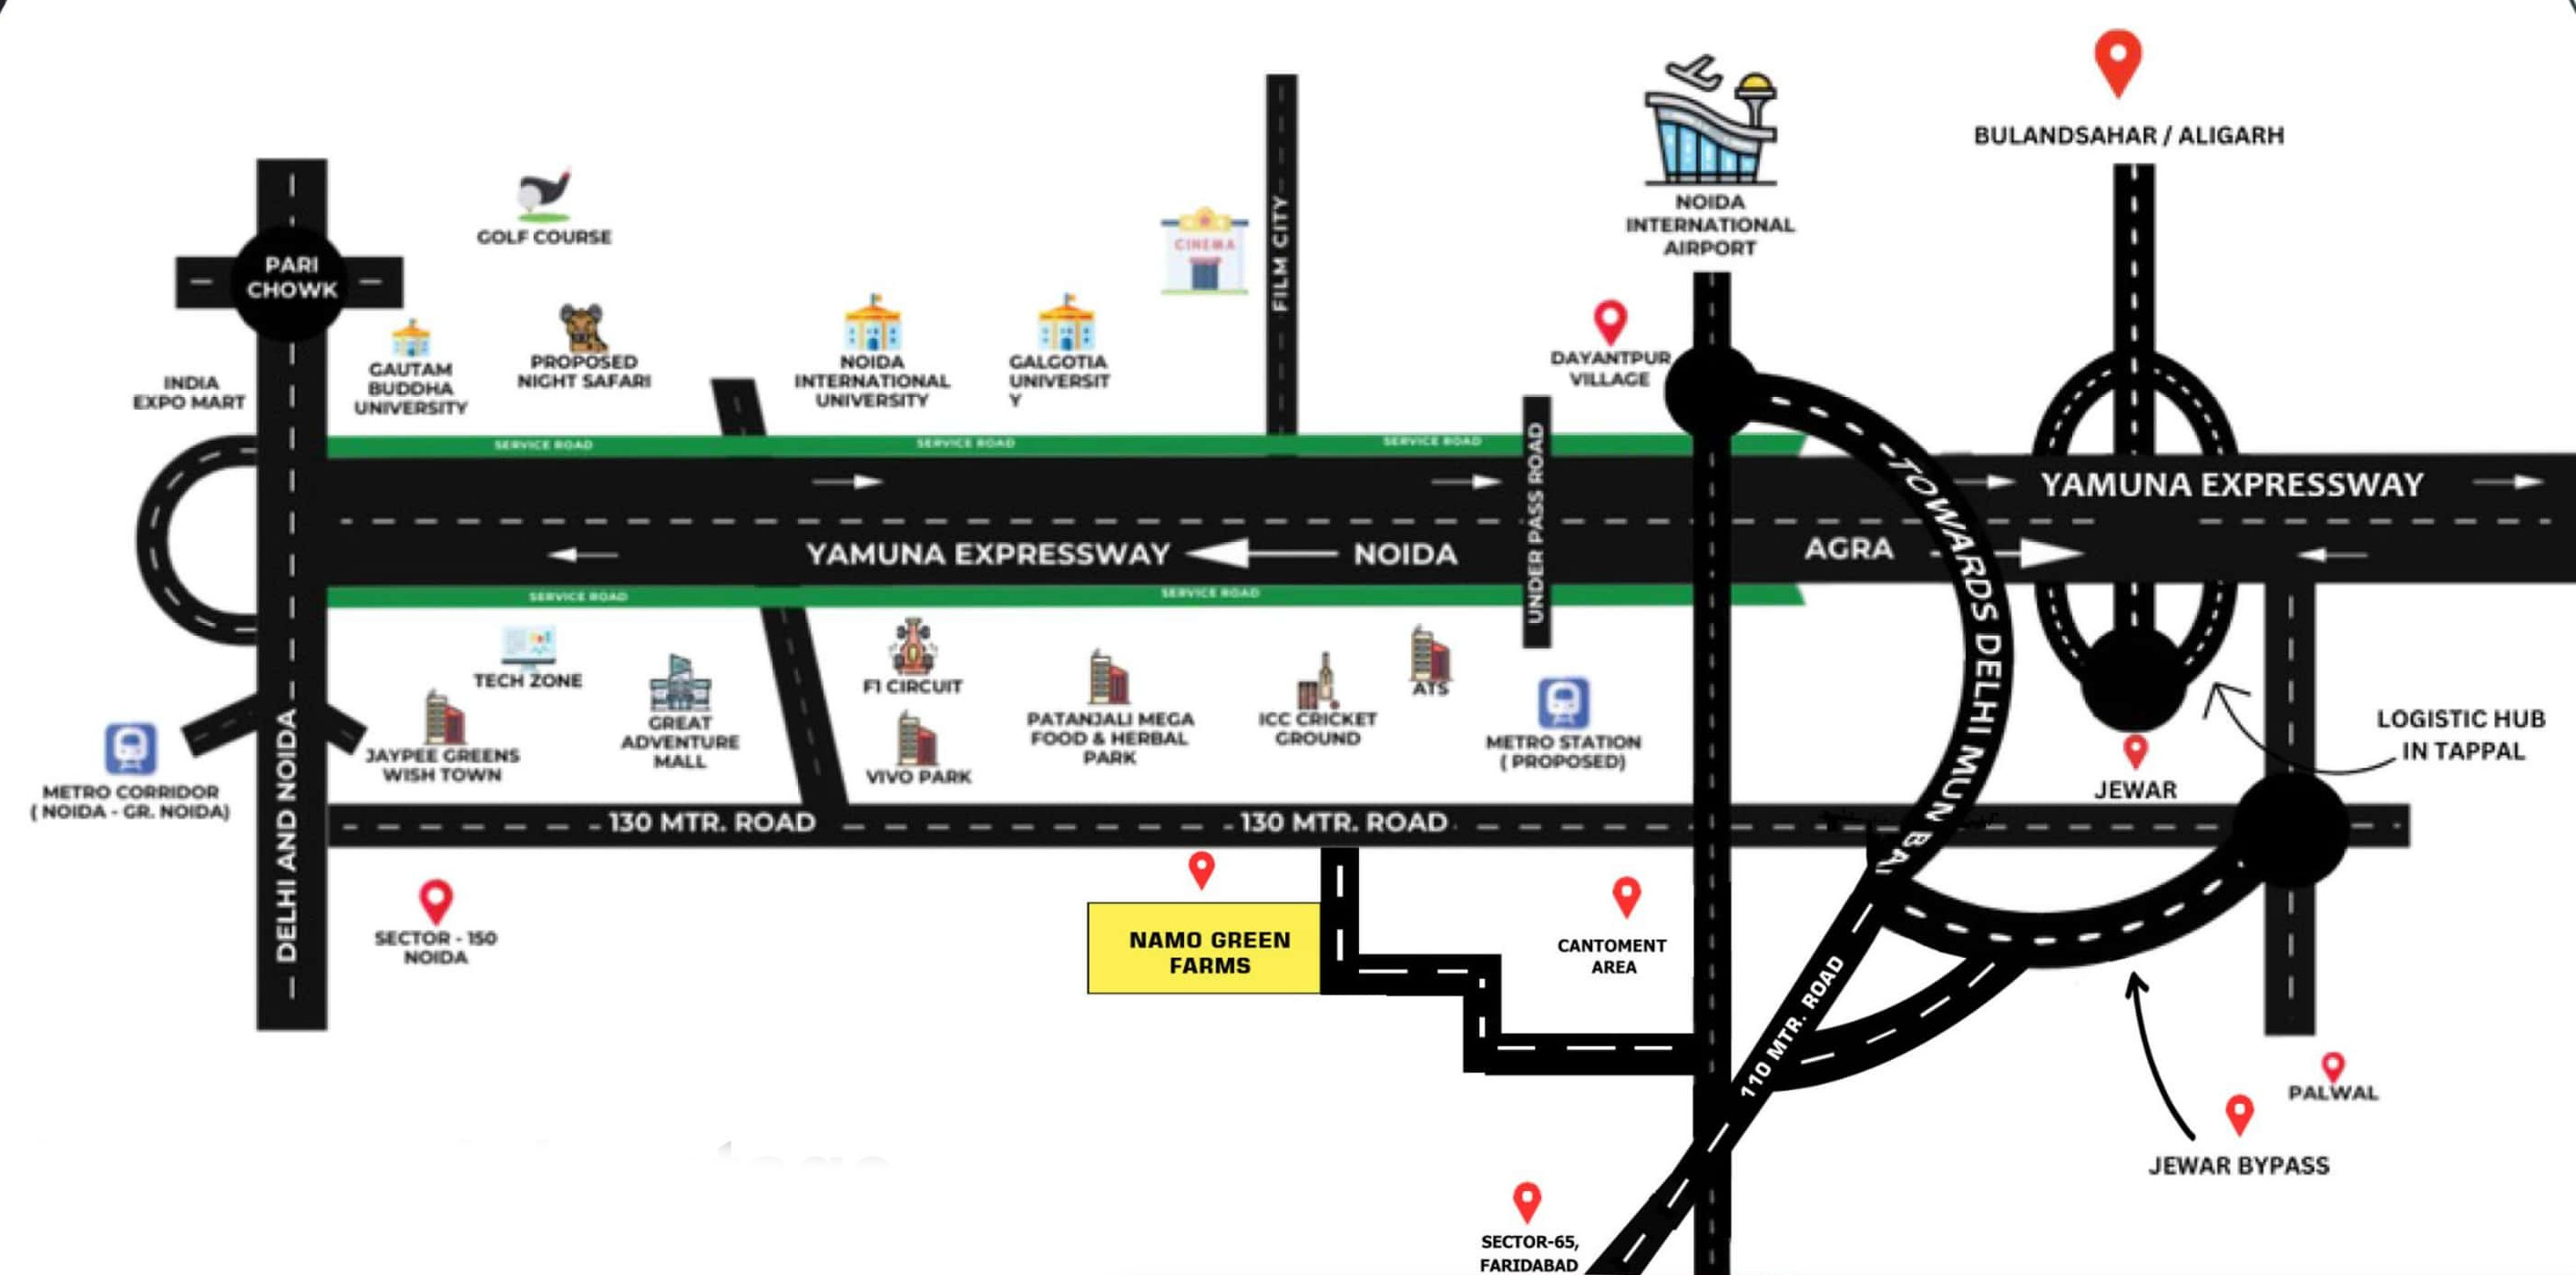 BULANDSAHAR / ALIGARH
NOIDA
INTERNATIONAL
AIRPORT
GOLF COURSE
CINEMA
FILM CITY
PARI
CHOWK
INDIA
EXPO MART
GAUTAM
BUDDHA
UNIVERSITY
PROPOSED
NIGHT SAFARI
NOIDA
INTERNATIONAL
UNIVERSITY
GALGOTIA
UNIVERSIT
Y
DAYANTPUR
VILLAGE
SERVICE ROAD
SERVICE ROAD
SERVICE ROAD
UNDER PASS ROAD
TOWARDS DELHI MUN BA
YAMUNA EXPRESSWAY
YAMUNA EXPRESSWAY
NOIDA
AGRA
SERVICE ROAD
SERVICE ROAD
TECH ZONE
JAYPEE GREENS
WISH TOWN
GREAT
ADVENTURE
MALL
F1 CIRCUIT
VIVO PARK
PATANJALI MEGA
FOOD & HERBAL
PARK
ICC CRICKET
GROUND
ATS
METRO STATION
( PROPOSED)
LOGISTIC HUB
IN TAPPAL
JEWAR
METRO CORRIDOR
( NOIDA - GR. NOIDA)
DELHI AND NOIDA
130 MTR. ROAD
130 MTR. ROAD
SECTOR - 150
NOIDA
NAMO GREEN
FARMS
CANTOMENT
AREA
110 MTR. ROAD
PALWAL
JEWAR BYPASS
SECTOR-65,
FARIDABAD